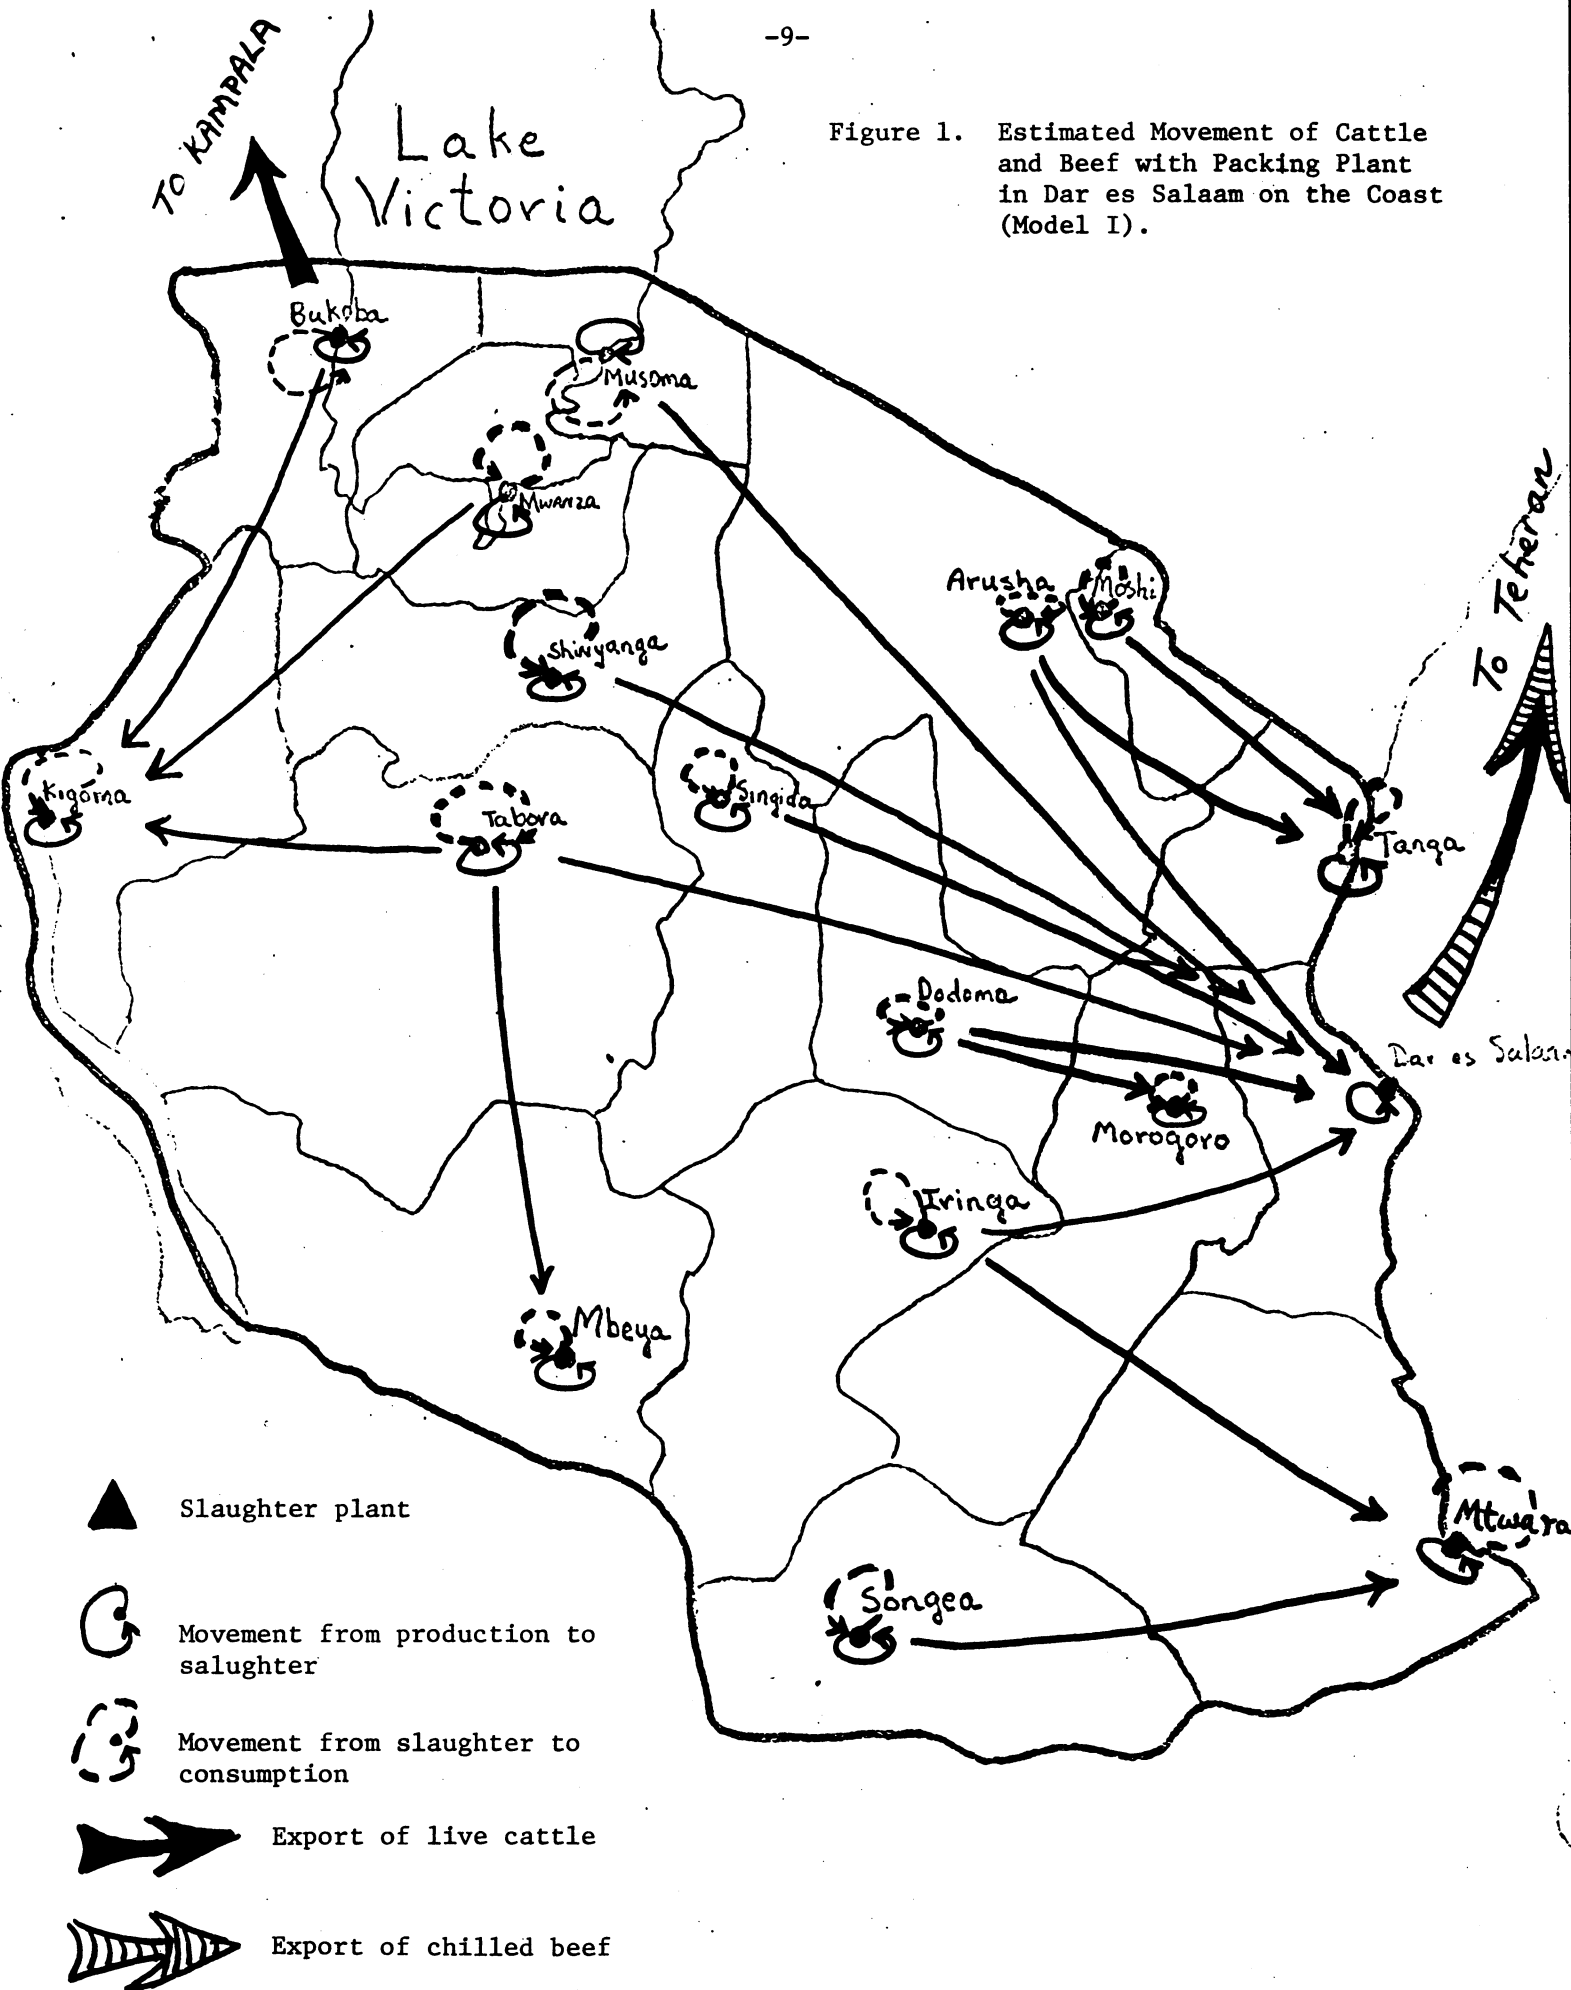 -9-
TO KAMPALA
Lake
Victoria
Figure 1. Estimated Movement of Cattle
and Beef with Packing Plant
in Dar es Salaam on the Coast
(Model I).
Bukoba
Musoma
Mwanza
To Teheran
Arusha
Moshi
Shinyanga
Kigoma
Tabora
Singida
Tanga
Dodoma
Dar es Salaam
Morogoro
Iringa
Mbeya
Mtwara
Songea
Slaughter plant
Movement from production to
salughter
Movement from slaughter to
consumption
Export of live cattle
Export of chilled beef